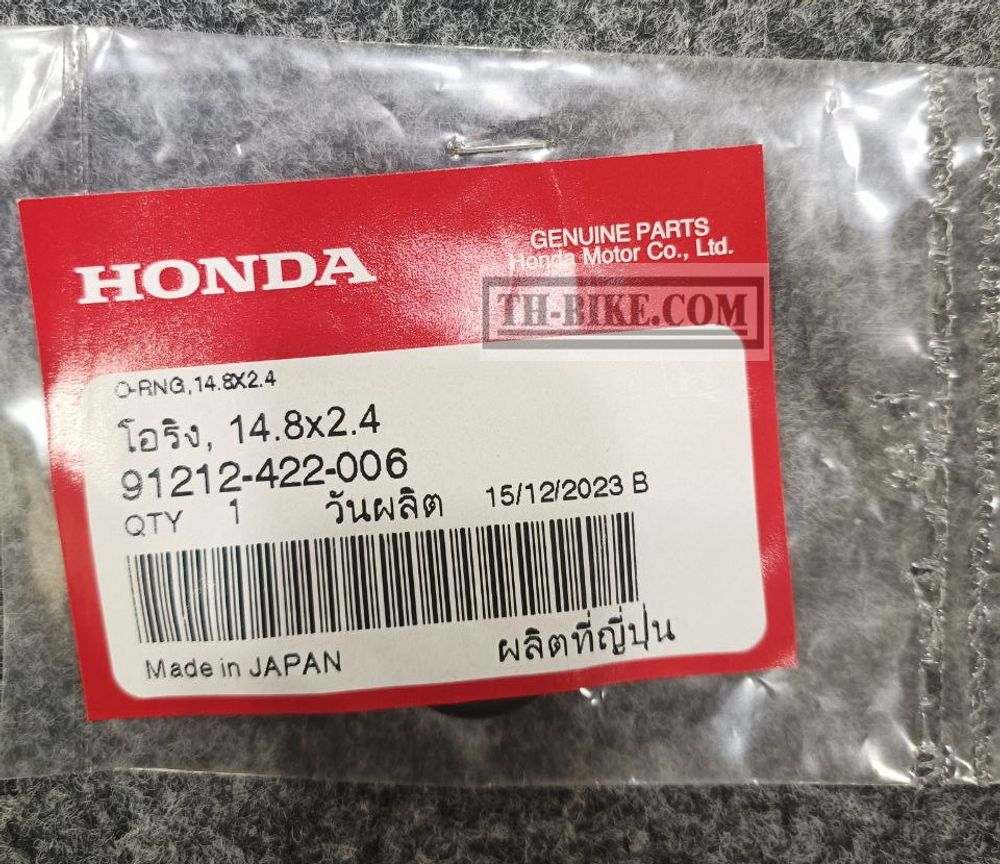 HONDA
GENUINE PARTS
Honda Motor Co., Ltd.
TH-BIKE.COM
O-RNG,14.8X2.4
โอริง, 14.8x2.4
91212-422-006
QTY 1 วันผลิต 15/12/2023 B
Made in JAPAN ผลิตที่ญี่ปุ่น